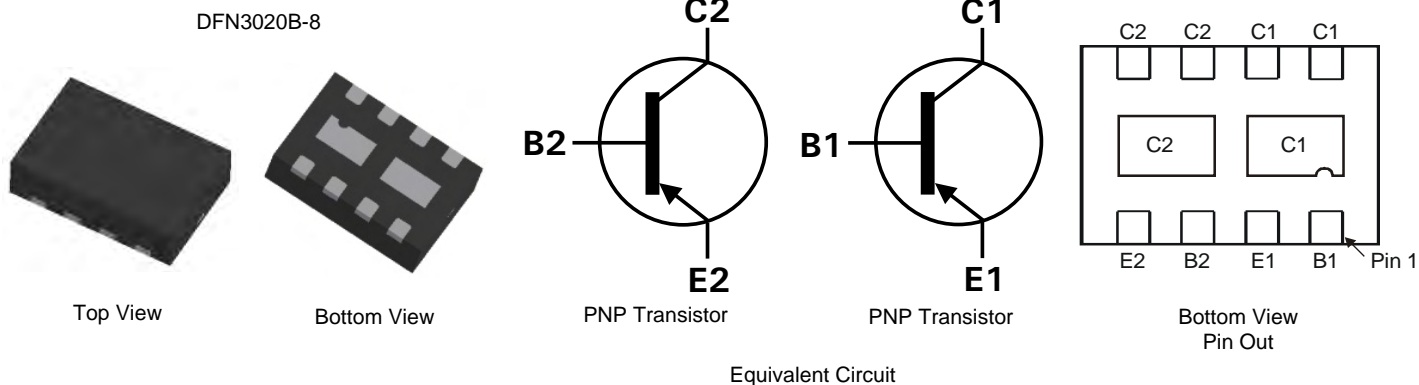 DFN3020B-8
C2
C1
C2 C2 C1 C1
B2
B1
C2 C1
E2
E1
E2 B2 E1 B1 Pin 1
Top View
Bottom View
PNP Transistor
PNP Transistor
Bottom View
Pin Out
Equivalent Circuit